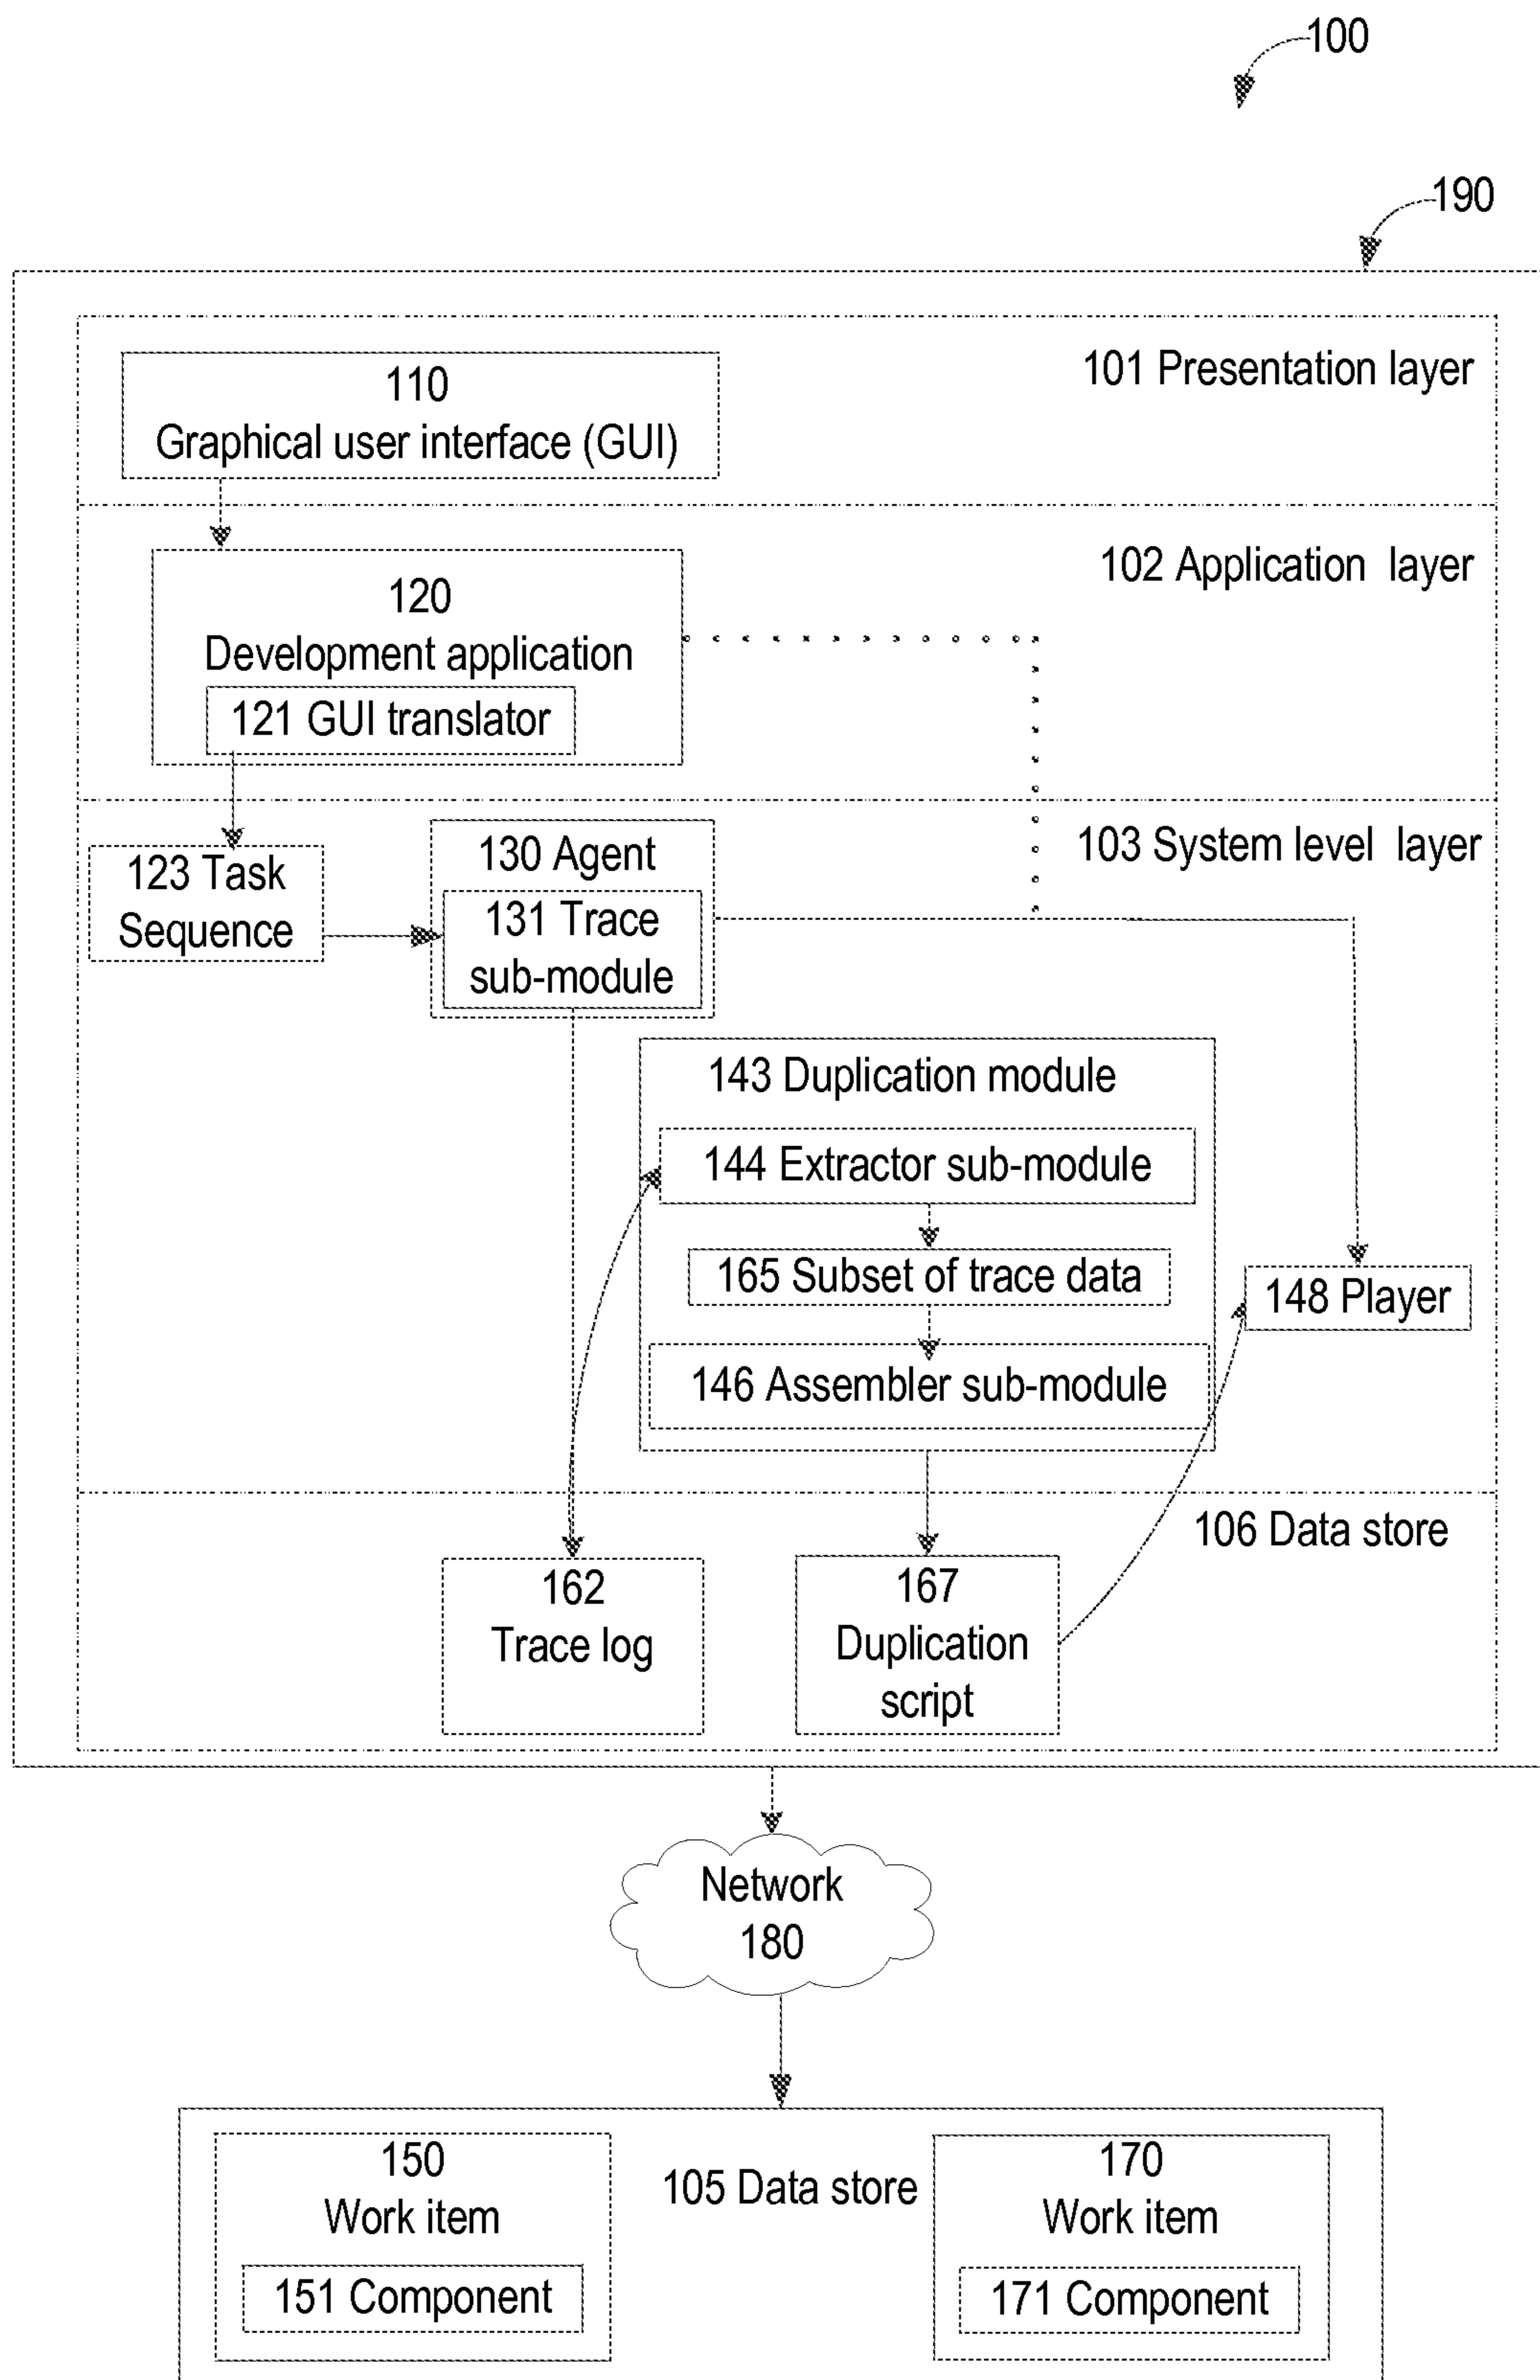 100
190
101 Presentation layer
110
Graphical user interface (GUI)
102 Application layer
120
Development application
121 GUI translator
103 System level layer
123 Task
Sequence
130 Agent
131 Trace
sub-module
143 Duplication module
144 Extractor sub-module
165 Subset of trace data
148 Player
146 Assembler sub-module
106 Data store
162
Trace log
167
Duplication
script
Network
180
105 Data store
150
Work item
151 Component
170
Work item
171 Component